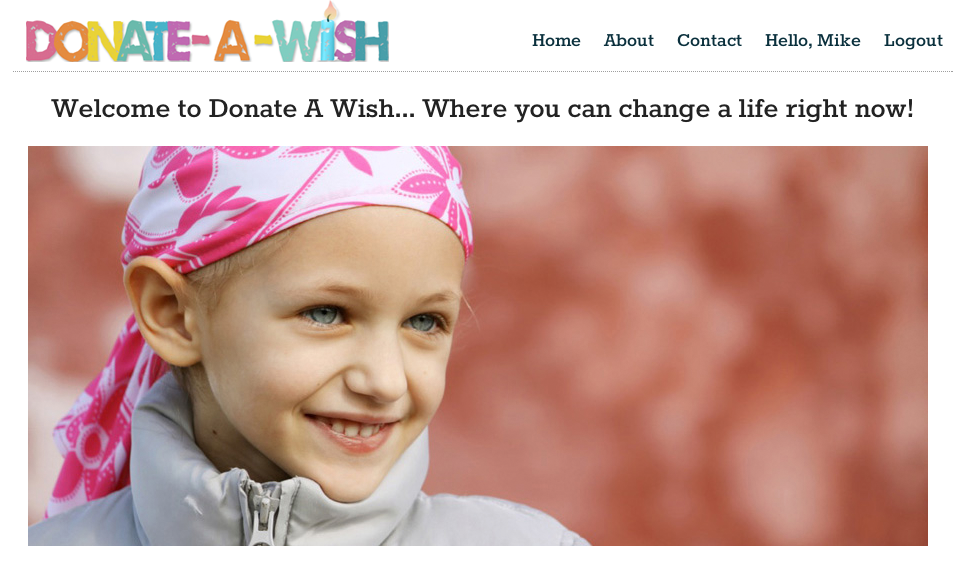 DONATE-A-WISH
Home About Contact Hello, Mike Logout
Welcome to Donate A Wish... Where you can change a life right now!